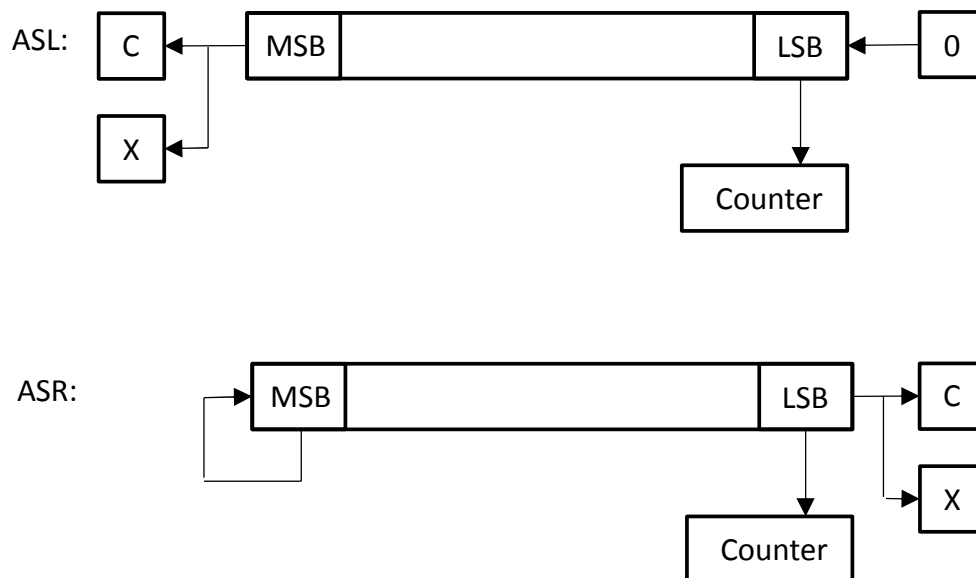 ASL: C MSB LSB 0
X
Counter
ASR: MSB LSB C
X
Counter